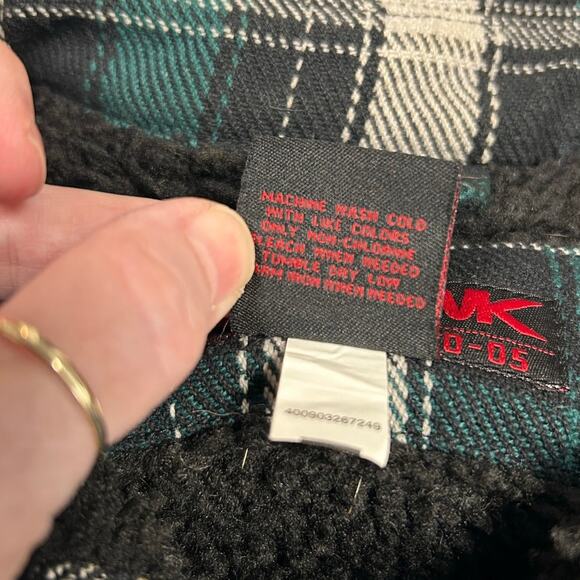 MACHINE WASH COLD
WITH LIKE COLORS
ONLY NON-CHLORINE
BLEACH WHEN NEEDED
TUMBLE DRY LOW
WARM IRON WHEN NEEDED
400903267249